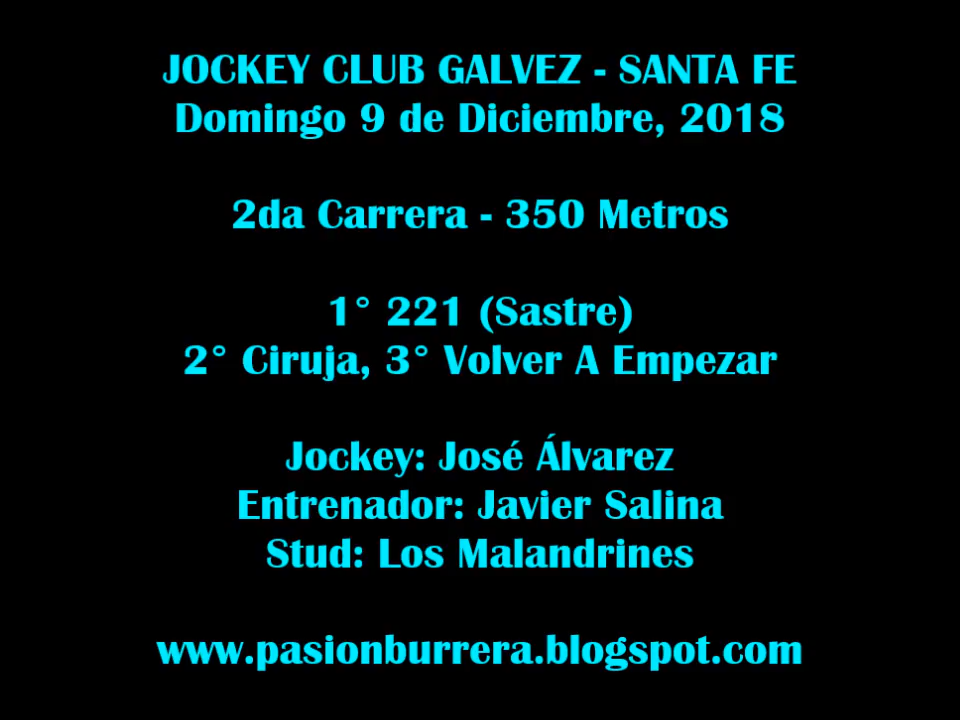 JOCKEY CLUB GALVEZ - SANTA FE
Domingo 9 de Diciembre, 2018
2da Carrera - 350 Metros
1° 221 (Sastre)
2° Ciruja, 3° Volver A Empezar
Jockey: José Álvarez
Entrenador: Javier Salina
Stud: Los Malandrines
www.pasionburrera.blogspot.com